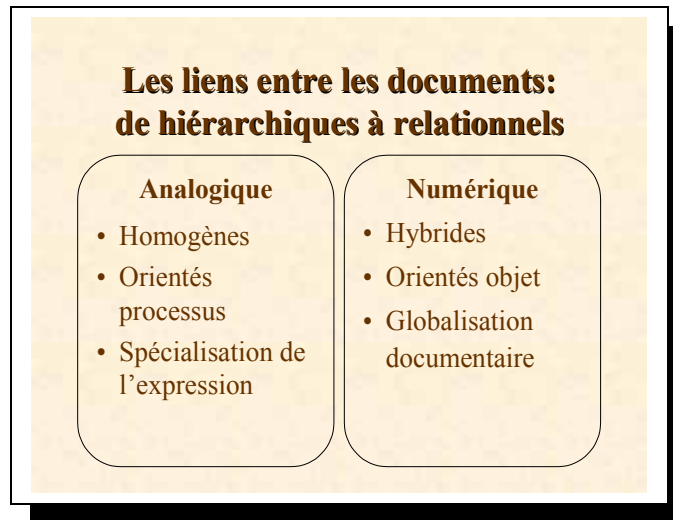 Les liens entre les documents:
de hiérarchiques à relationnels
Analogique
• Homogènes
• Orientés
processus
• Spécialisation de
l’expression
Numérique
• Hybrides
• Orientés objet
• Globalisation
documentaire